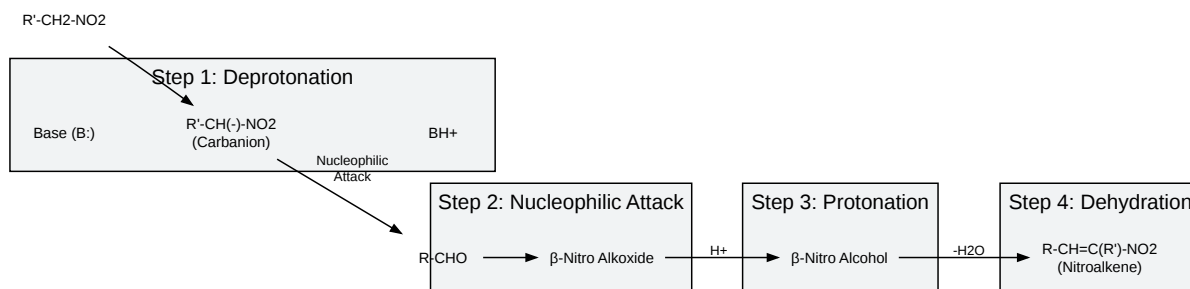 R'-CH2-NO2
Step 1: Deprotonation
Base (B:)
R'-CH(-)-NO2
(Carbanion)
BH+
Nucleophilic
Attack
Step 2: Nucleophilic Attack
R-CHO
β-Nitro Alkoxide
H+
Step 3: Protonation
β-Nitro Alcohol
-H2O
Step 4: Dehydration
R-CH=C(R')-NO2
(Nitroalkene)